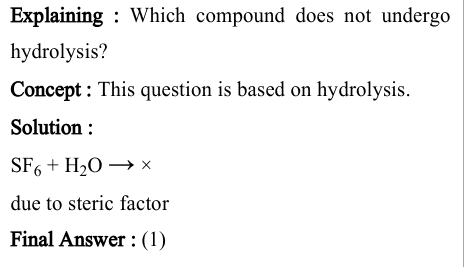 Explaining : Which compound does not undergo
hydrolysis?
Concept : This question is based on hydrolysis.
Solution :
SF₆ + H₂O ⟶ ×
due to steric factor
Final Answer : (1)